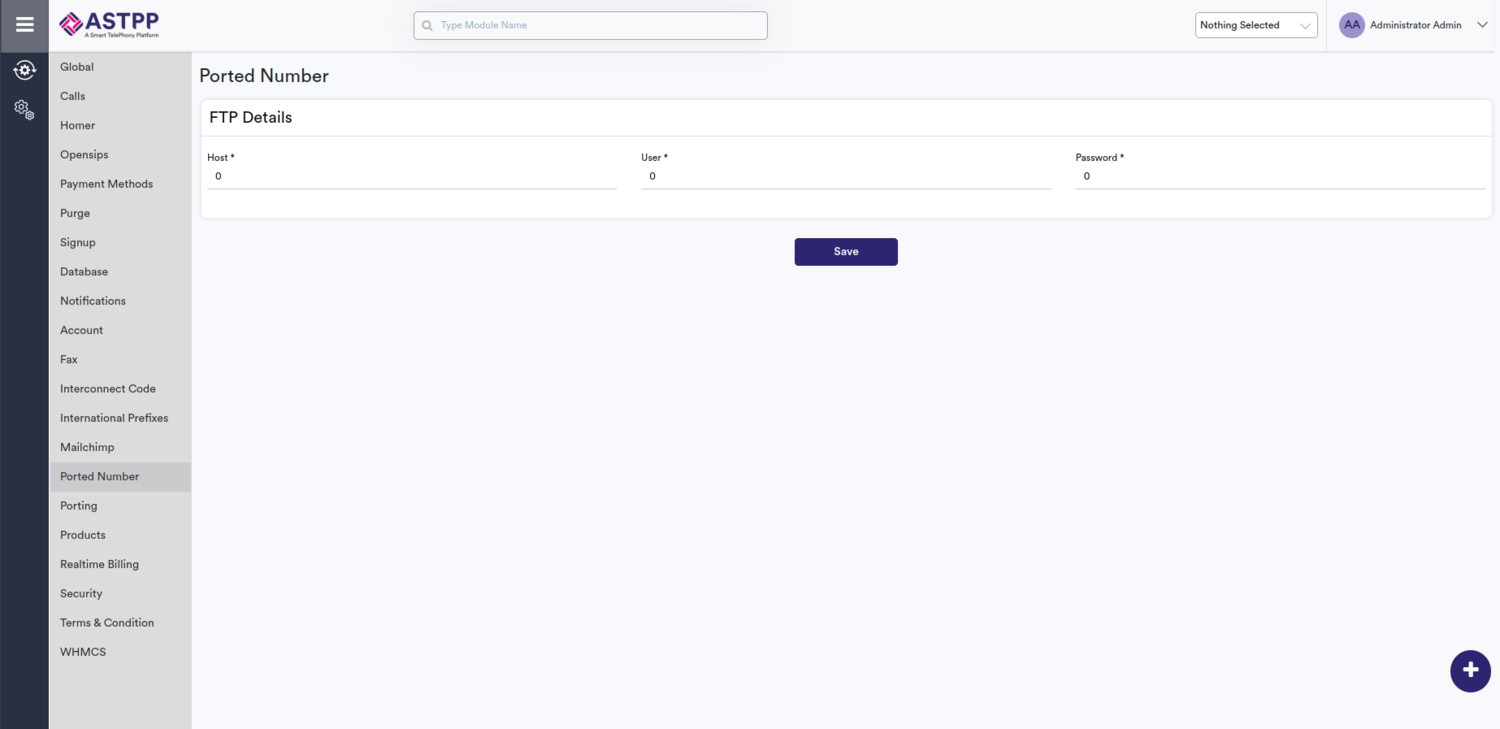 ASTPP
A Smart TelePhony Platform
Type Module Name
Nothing Selected
AA
Administrator Admin
Global
Calls
Homer
Opensips
Payment Methods
Purge
Signup
Database
Notifications
Account
Fax
Interconnect Code
International Prefixes
Mailchimp
Ported Number
Porting
Products
Realtime Billing
Security
Terms & Condition
WHMCS
Ported Number
FTP Details
Host *
0
User *
0
Password *
0
Save